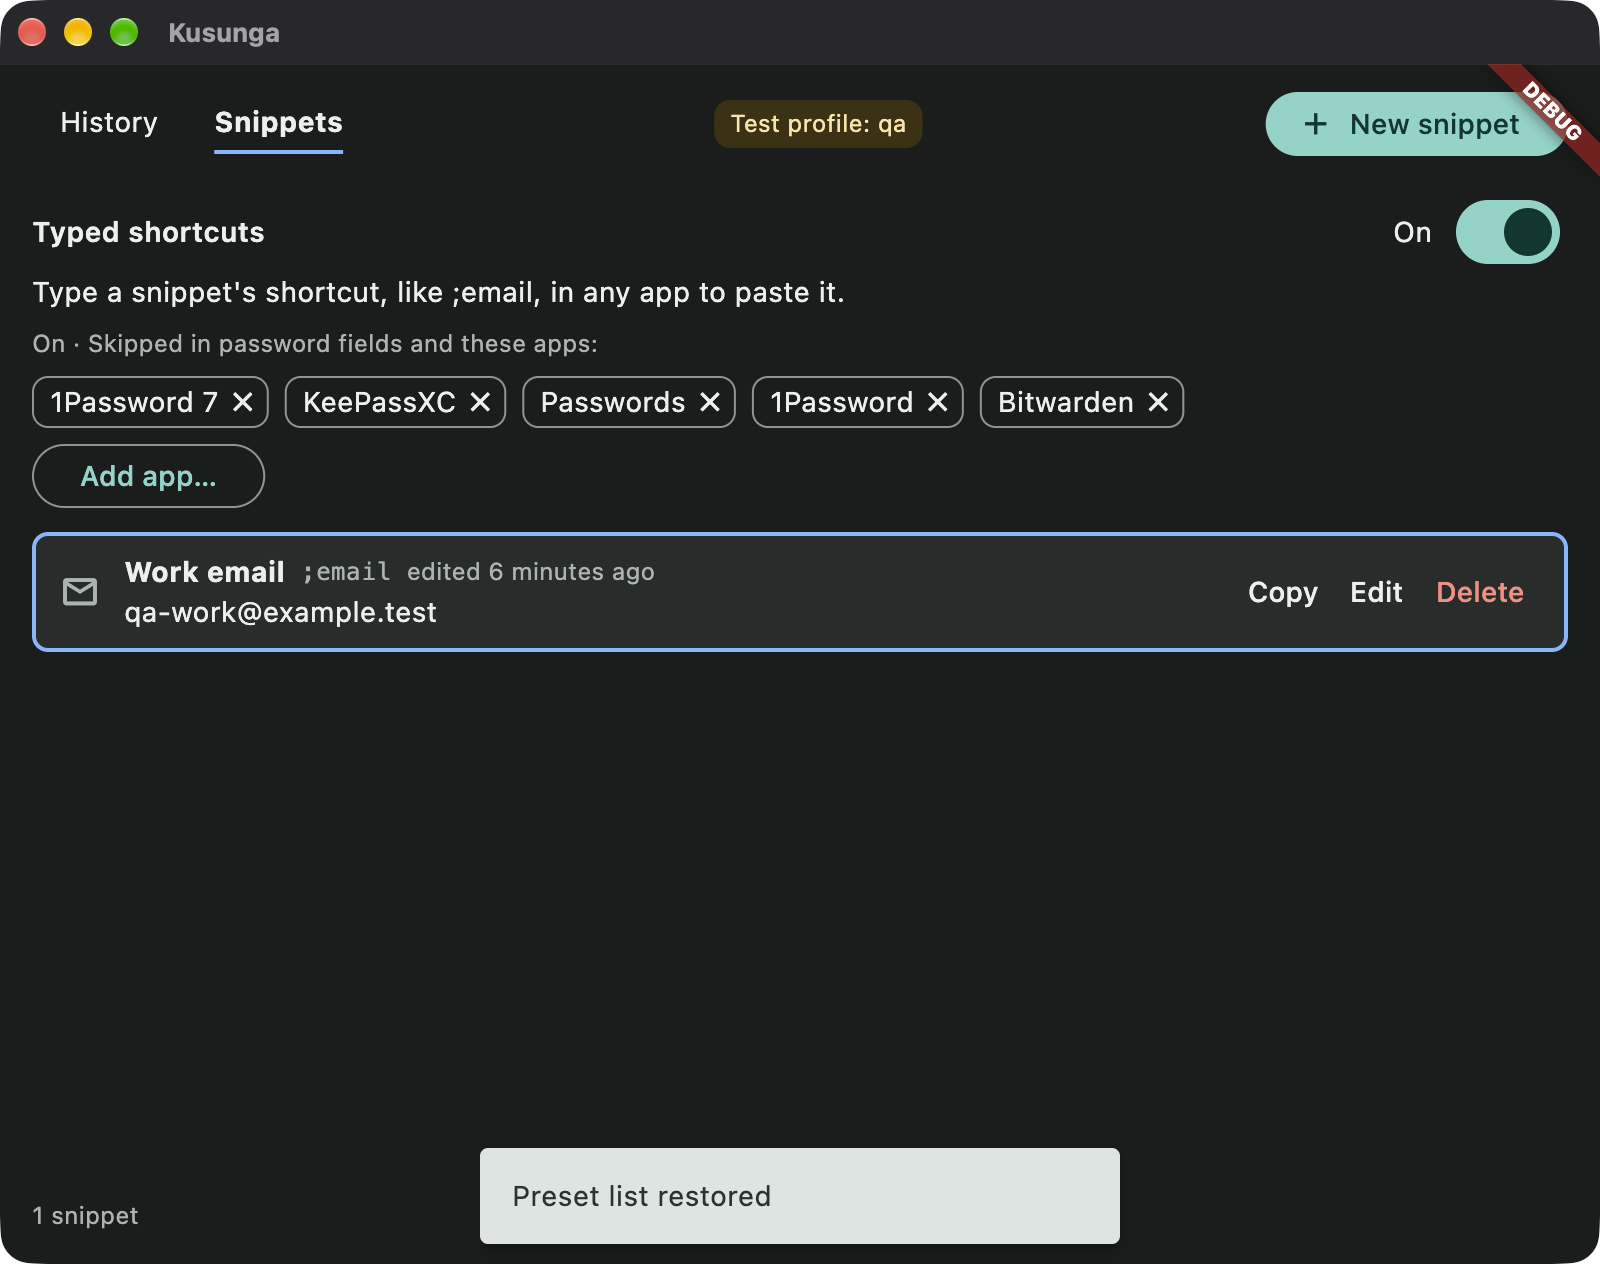 Kusunga
History
Snippets
Test profile: qa
+ New snippet
DEBUG
Typed shortcuts
On
Type a snippet's shortcut, like ;email, in any app to paste it.
On · Skipped in password fields and these apps:
1Password 7 ✕ KeePassXC ✕ Passwords ✕ 1Password ✕ Bitwarden ✕
Add app...
Work email ;email edited 6 minutes ago
qa-work@example.test
Copy Edit Delete
Preset list restored
1 snippet